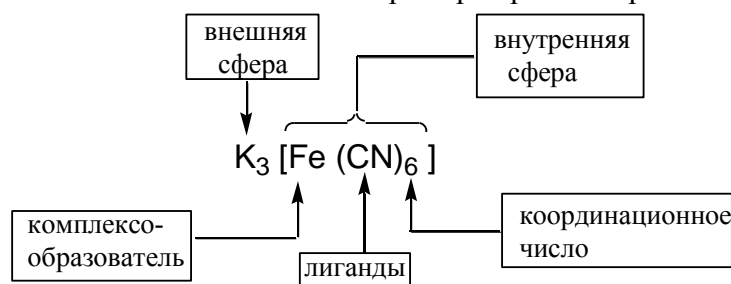 внешняя
сфера
внутренняя
сфера
K3 [Fe (CN)6 ]
комплексо-
образователь
лиганды
координационное
число